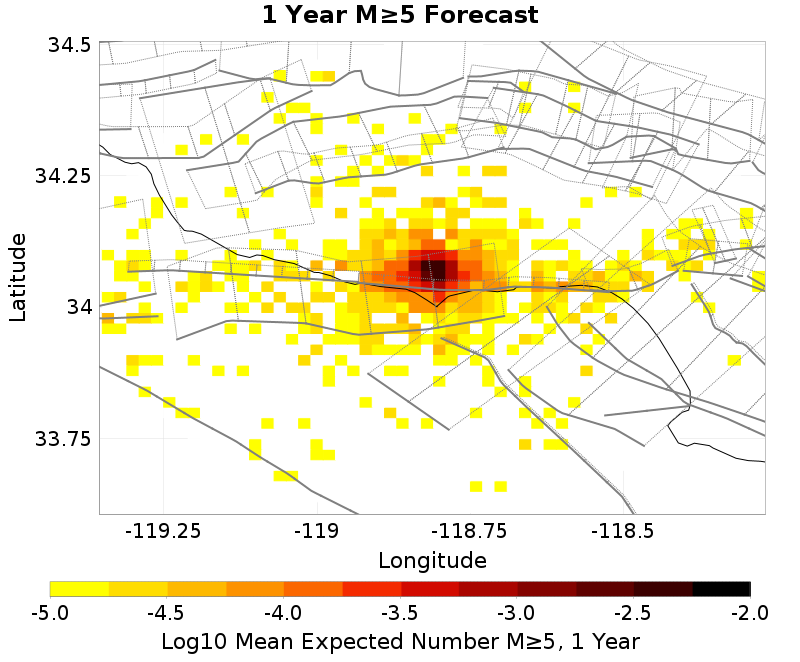 1 Year M≥5 Forecast
34.5
34.25
34
33.75
Latitude
-119.25 -119 -118.75 -118.5
Longitude
-5.0 -4.5 -4.0 -3.5 -3.0 -2.5 -2.0
Log10 Mean Expected Number M≥5, 1 Year